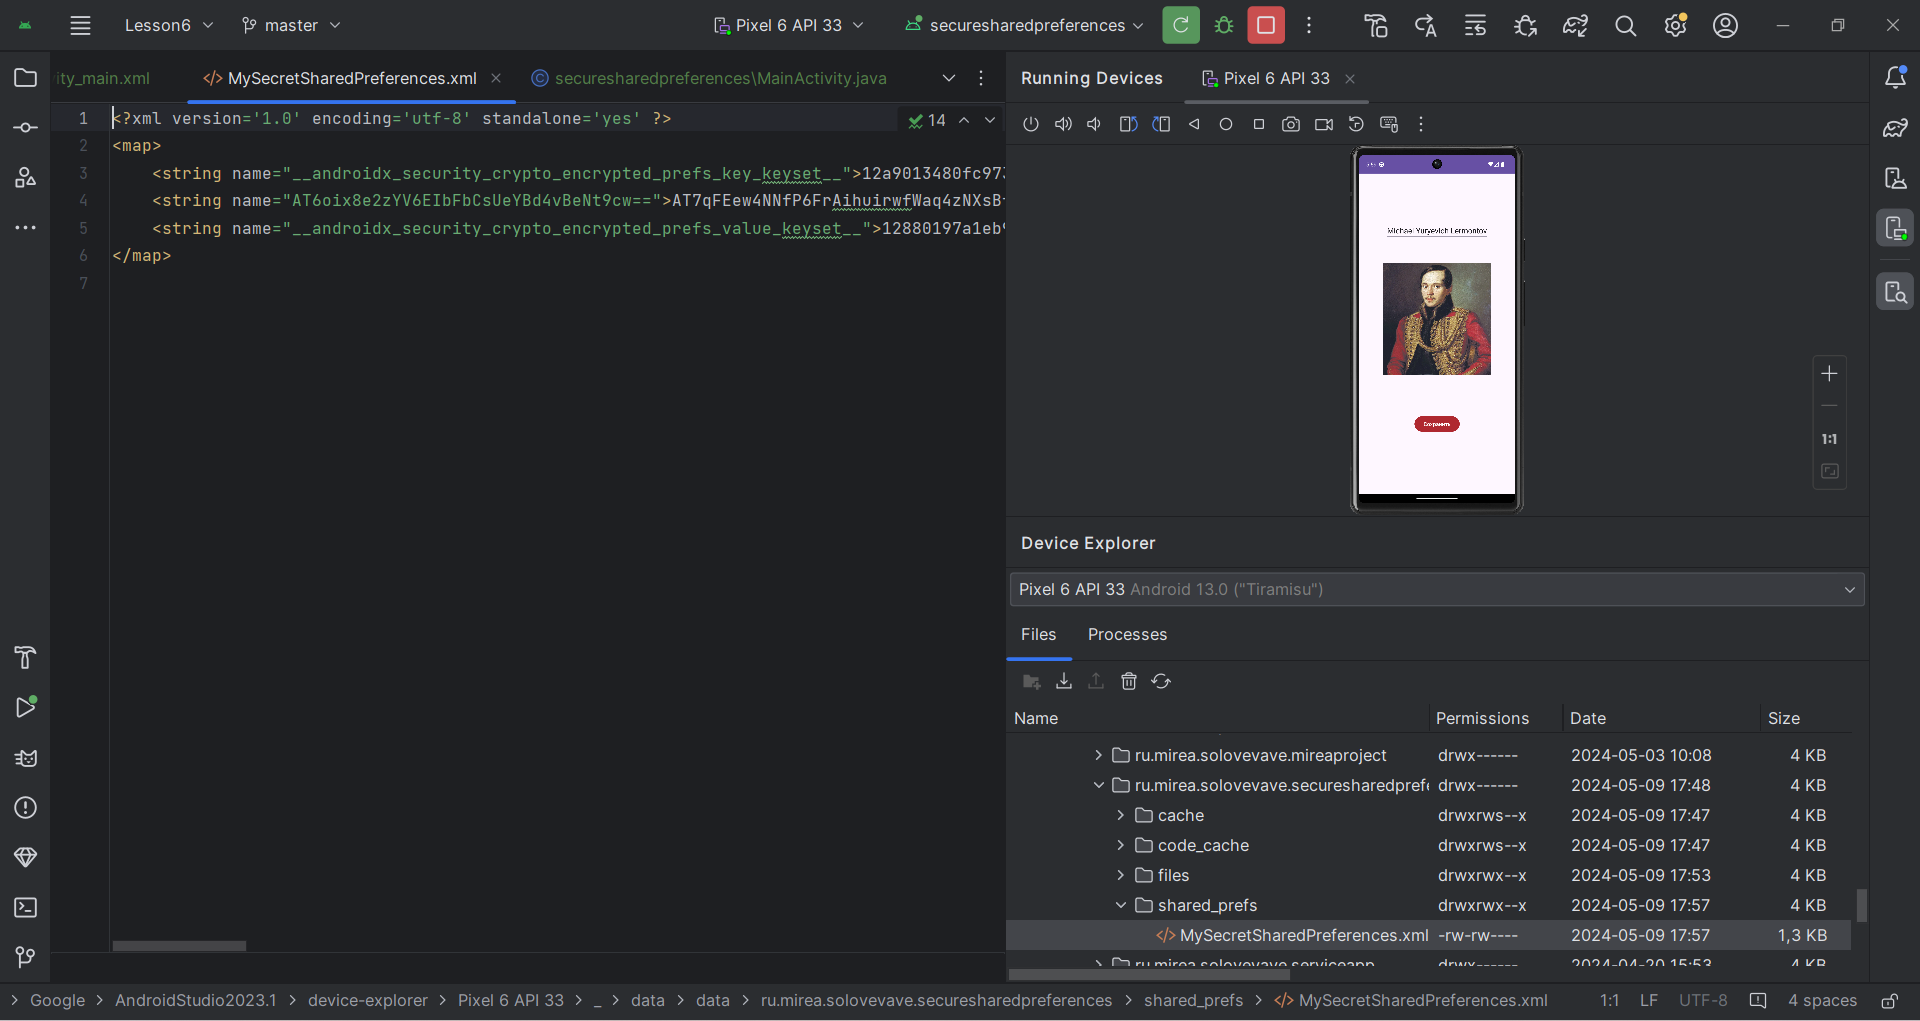 Lesson6
master
Pixel 6 API 33
securesharedpreferences
ity_main.xml
MySecretSharedPreferences.xml
securesharedpreferences\MainActivity.java
1 <?xml version='1.0' encoding='utf-8' standalone='yes' ?>
14
2 <map>
3 <string name="__androidx_security_crypto_encrypted_prefs_key_keyset__">12a9013480fc973
4 <string name="AT6oix8e2zYV6EIbFbCsUeYBd4vBeNt9cw==">AT7qFEew4NNfP6FrAihuirwfWaq4zNXsB
5 <string name="__androidx_security_crypto_encrypted_prefs_value_keyset__">12880197a1eb9
6 </map>
7
Running Devices
Pixel 6 API 33
Michael Yuryevich Lermontov
Сохранить
1:1
Device Explorer
Pixel 6 API 33 Android 13.0 ("Tiramisu")
Files
Processes
Name Permissions Date Size
ru.mirea.solovevave.mireaproject drwx------ 2024-05-03 10:08 4 KB
ru.mirea.solovevave.securesharedprefe drwx------ 2024-05-09 17:48 4 KB
cache drwxrws--x 2024-05-09 17:47 4 KB
code_cache drwxrws--x 2024-05-09 17:47 4 KB
files drwxrwx--x 2024-05-09 17:53 4 KB
shared_prefs drwxrwx--x 2024-05-09 17:57 4 KB
MySecretSharedPreferences.xml -rw-rw---- 2024-05-09 17:57 1,3 KB
ru.mirea.solovevave.serviceapp drwx------ 2024-04-20 15:53 4 KB
Google > AndroidStudio2023.1 > device-explorer > Pixel 6 API 33 > _ > data > data > ru.mirea.solovevave.securesharedpreferences > shared_prefs > MySecretSharedPreferences.xml
1:1 LF UTF-8 4 spaces